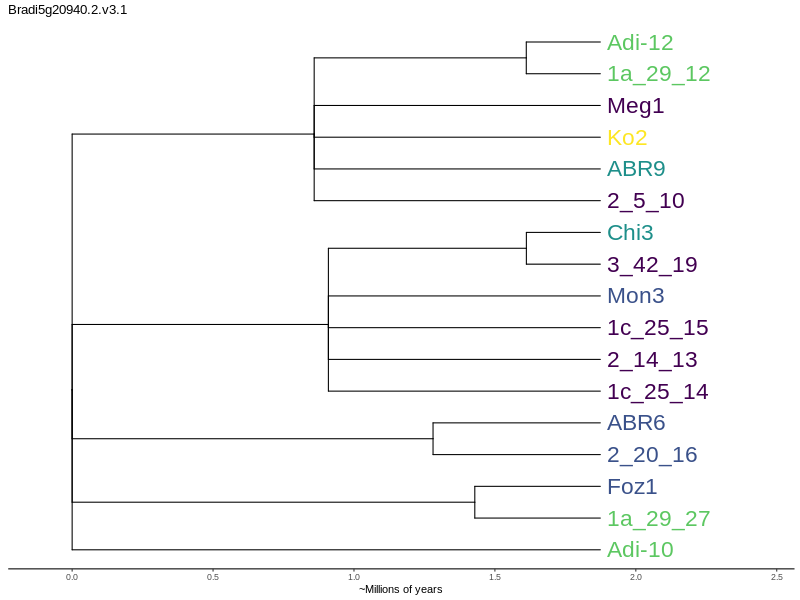 Bradi5g20940.2.v3.1
Adi-12
1a_29_12
Meg1
Ko2
ABR9
2_5_10
Chi3
3_42_19
Mon3
1c_25_15
2_14_13
1c_25_14
ABR6
2_20_16
Foz1
1a_29_27
Adi-10
0.0 0.5 1.0 1.5 2.0 2.5
~Millions of years